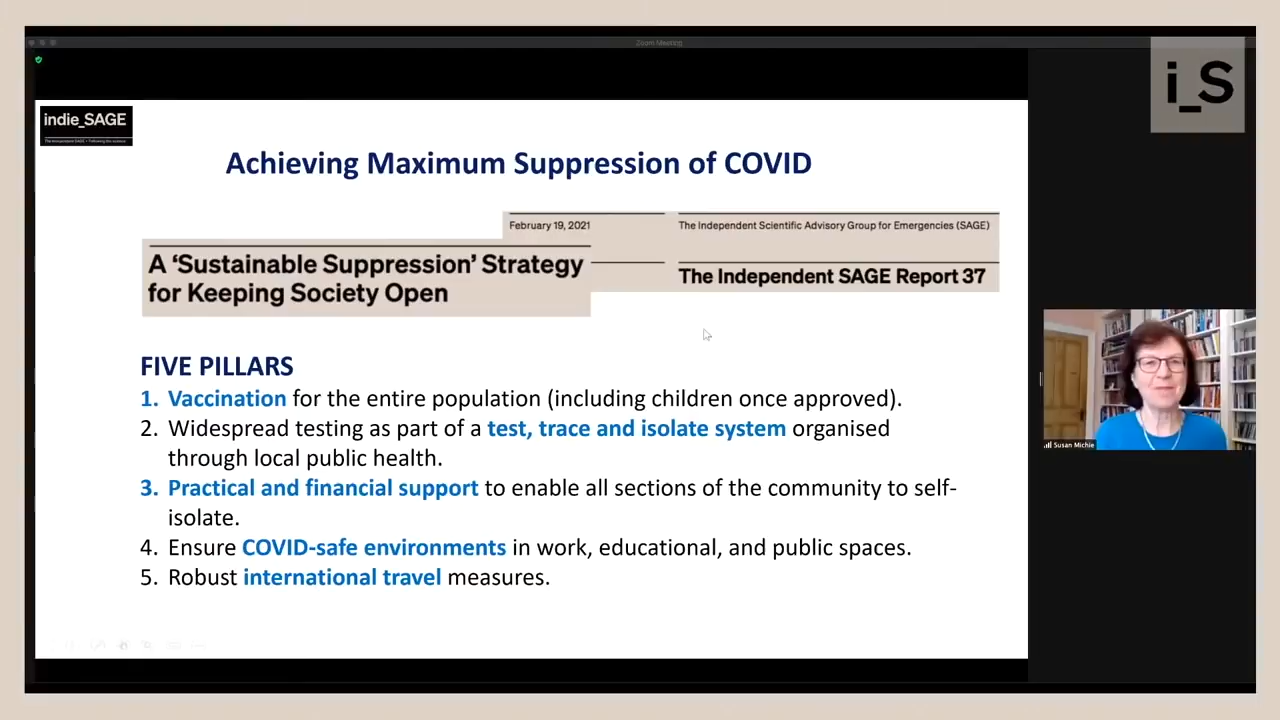 Zoom Meeting
i_S
indie_SAGE
Achieving Maximum Suppression of COVID
February 19, 2021
The Independent Scientific Advisory Group for Emergencies (SAGE)
A ‘Sustainable Suppression’ Strategy
for Keeping Society Open
The Independent SAGE Report 37
FIVE PILLARS
1. Vaccination for the entire population (including children once approved).
2. Widespread testing as part of a test, trace and isolate system organised
through local public health.
3. Practical and financial support to enable all sections of the community to self-
isolate.
4. Ensure COVID-safe environments in work, educational, and public spaces.
5. Robust international travel measures.
Susan Michie